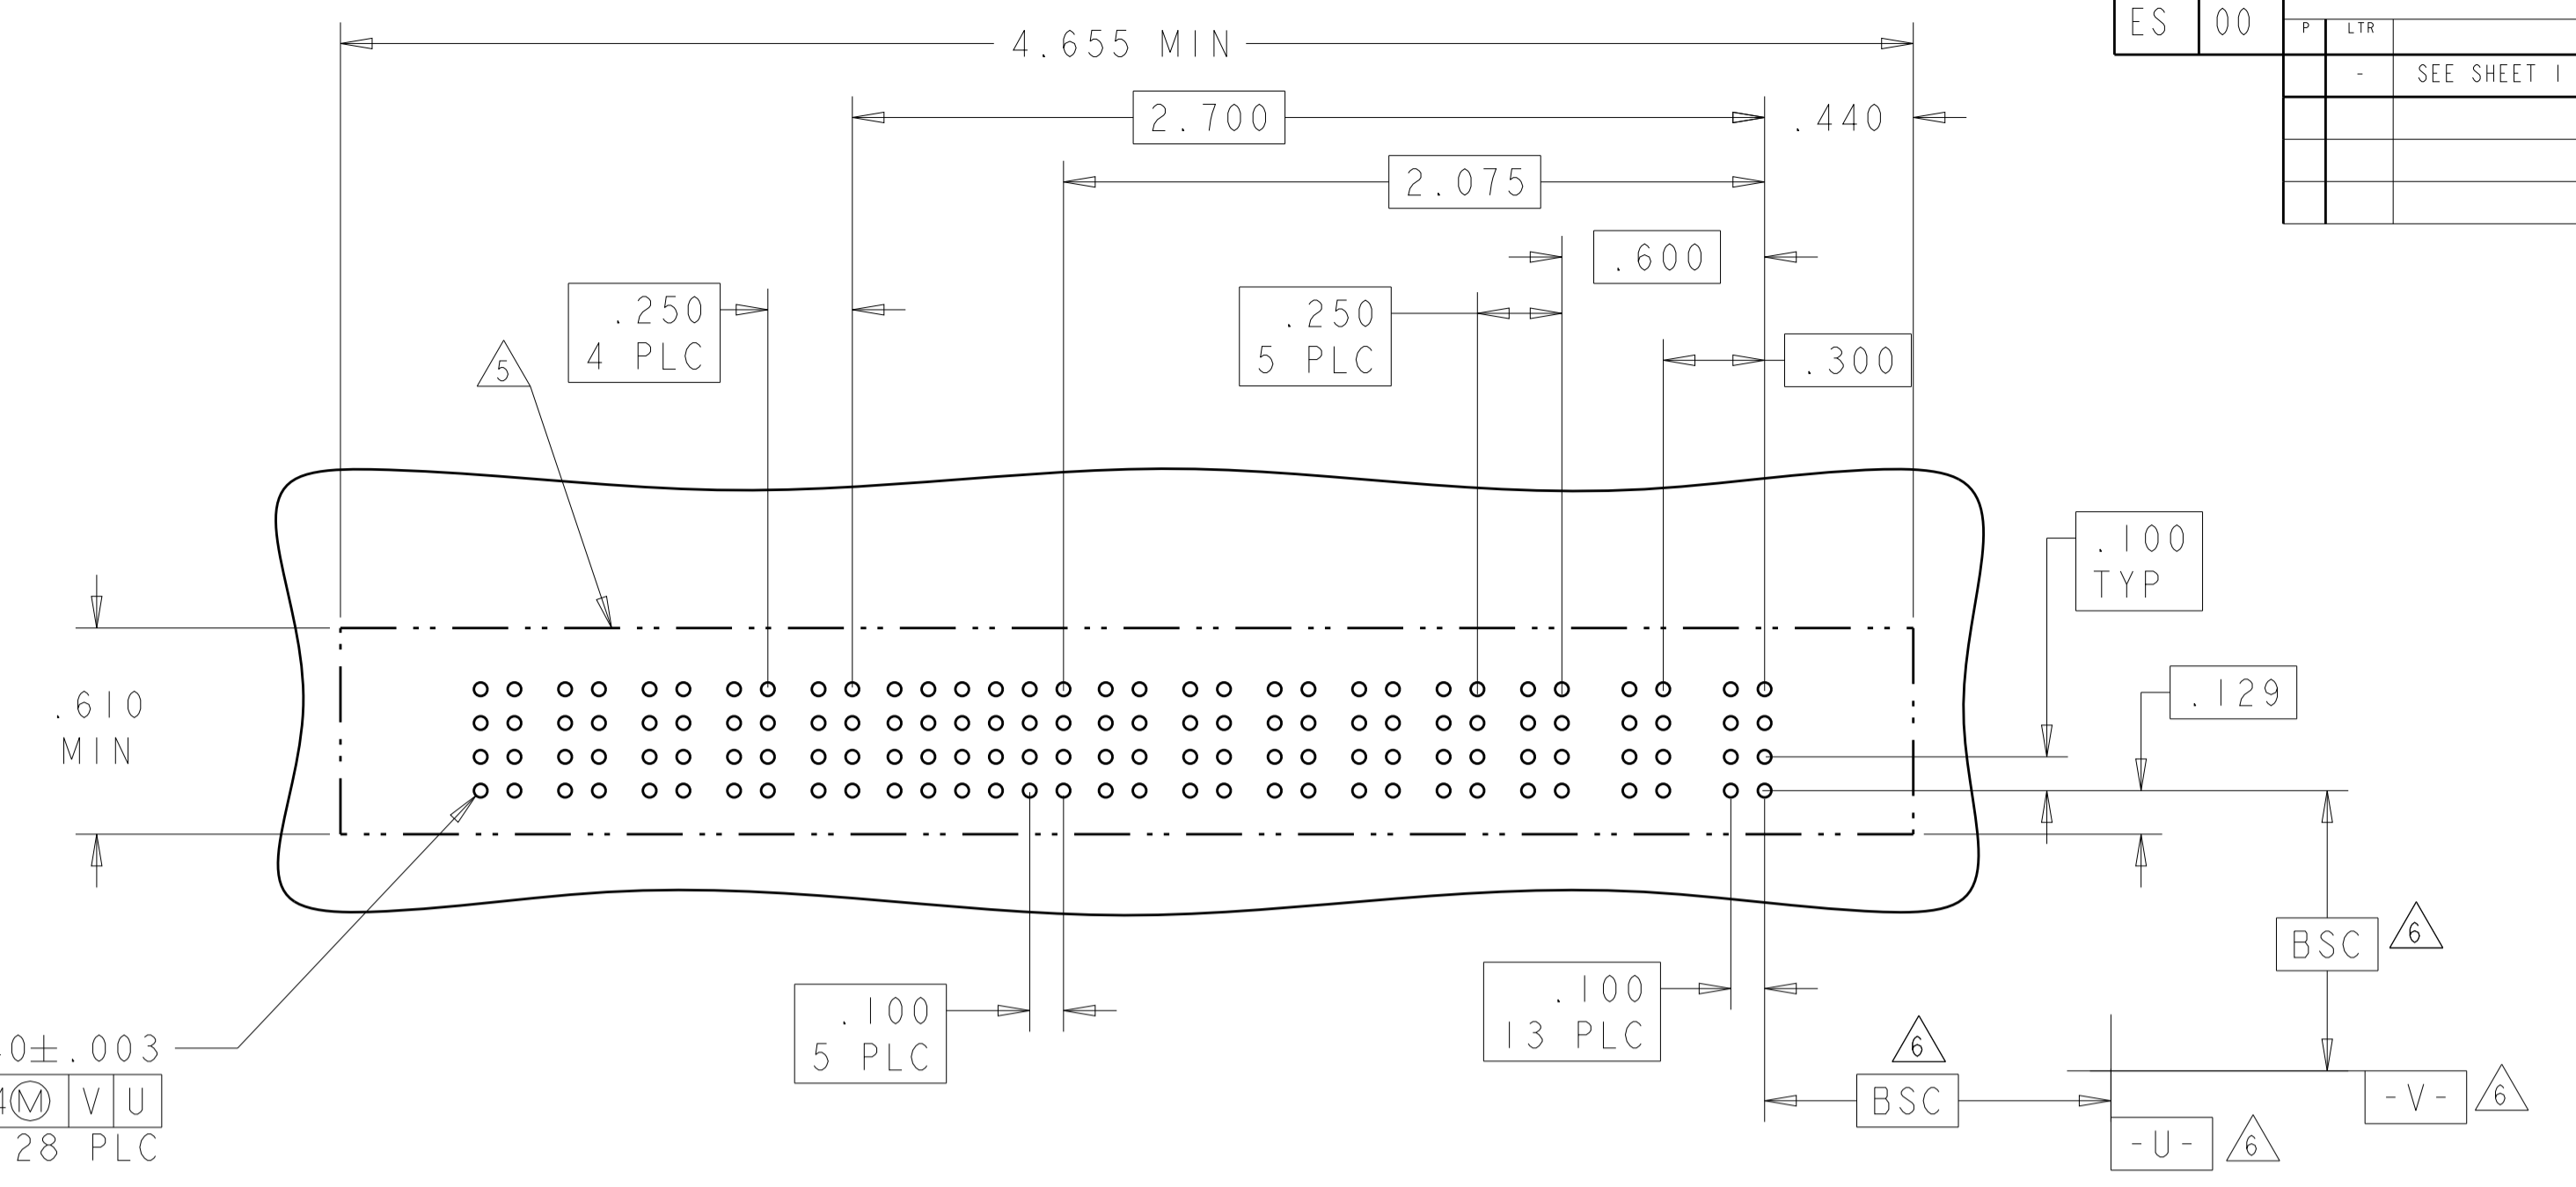 ES 00
P LTR
- SEE SHEET 1
4.655 MIN
2.700
.440
2.075
.600
.250
4 PLC
.250
5 PLC
.300
5
.100
TYP
.610
MIN
.129
BSC 6
.100
5 PLC
.100
13 PLC
0±.003
M V U
28 PLC
6
BSC
-V- 6
-U- 6